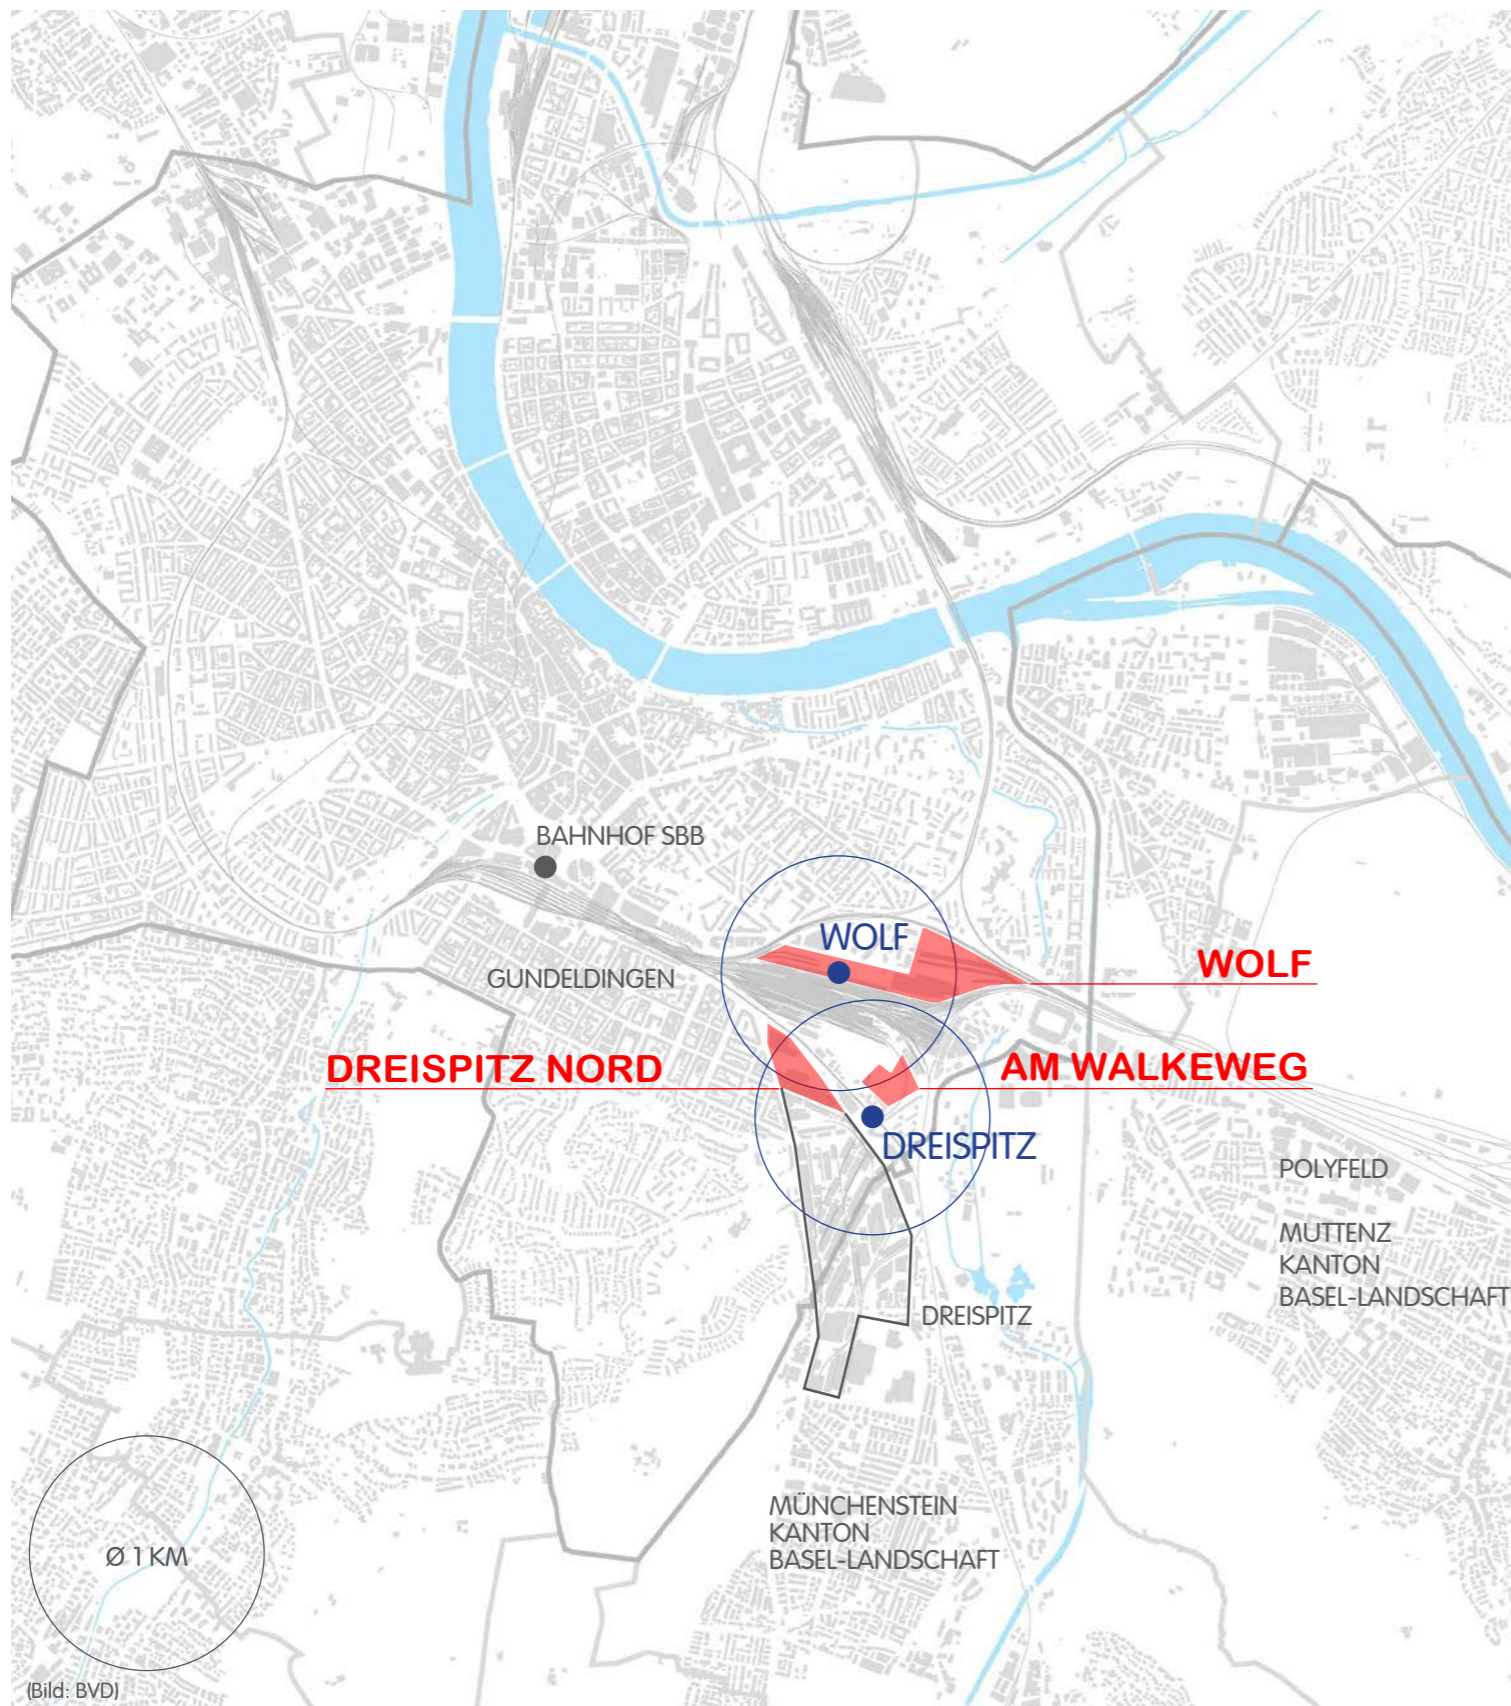 BAHNHOF SBB
WOLF
WOLF
GUNDELDINGEN
DREISPITZ NORD
AM WALKEWEG
DREISPITZ
POLYFELD
MUTTENZ
KANTON
BASEL-LANDSCHAFT
DREISPITZ
MÜNCHENSTEIN
KANTON
BASEL-LANDSCHAFT
Ø 1 KM
(Bild: BVD)